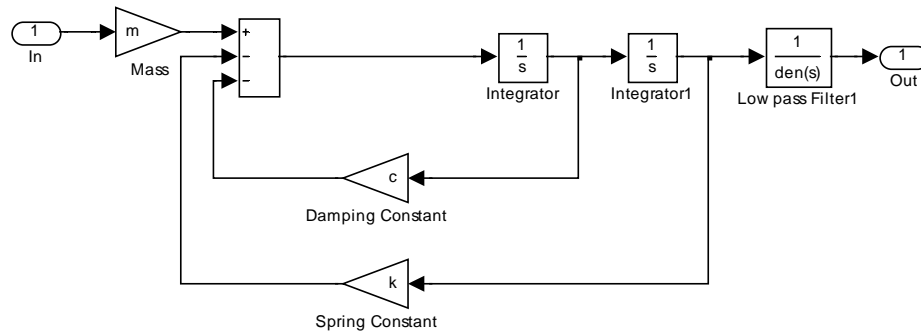 1
In
m
Mass
+
−
−
1
s
Integrator
1
s
Integrator1
1
den(s)
Low pass Filter1
1
Out
c
Damping Constant
k
Spring Constant